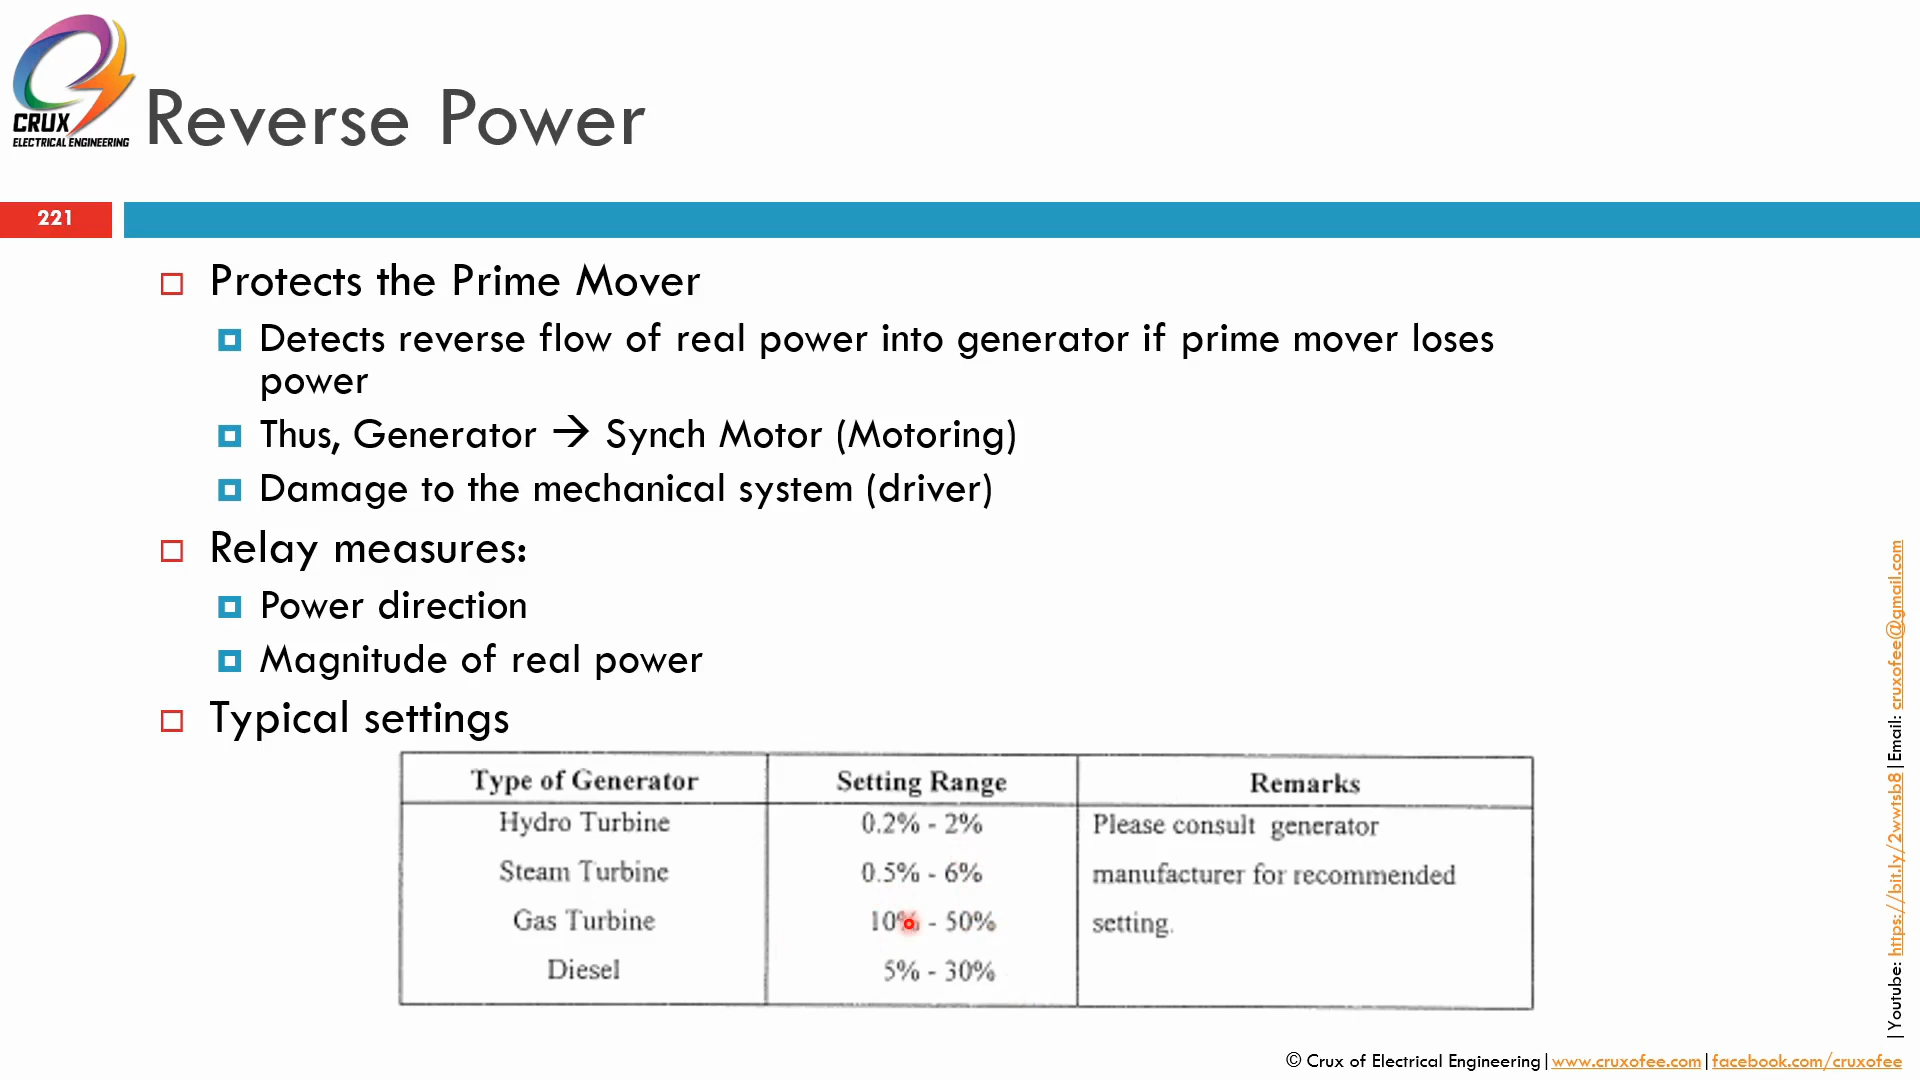 CRUX
ELECTRICAL ENGINEERING
Reverse Power
221
Protects the Prime Mover
Detects reverse flow of real power into generator if prime mover loses
power
Thus, Generator → Synch Motor (Motoring)
Damage to the mechanical system (driver)
Relay measures:
Power direction
Magnitude of real power
Typical settings
Type of Generator Setting Range Remarks
Hydro Turbine 0.2% - 2% Please consult generator
Steam Turbine 0.5% - 6% manufacturer for recommended
Gas Turbine 10% - 50% setting.
Diesel 5% - 30%
|Youtube: https://bit.ly/2wwtsb8|Email: cruxofee@gmail.com
© Crux of Electrical Engineering|www.cruxofee.com|facebook.com/cruxofee